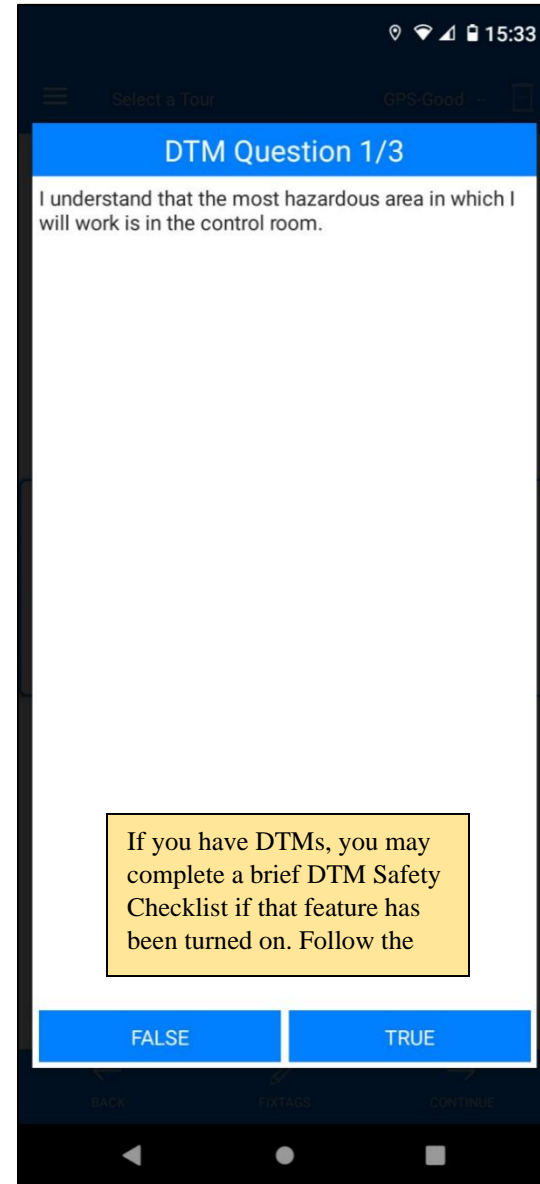 15:33
Select a Tour GPS-Good --
DTM Question 1/3
I understand that the most hazardous area in which I
will work is in the control room.
If you have DTMs, you may
complete a brief DTM Safety
Checklist if that feature has
been turned on. Follow the
FALSE TRUE
BACK FIXTAGS CONTINUE